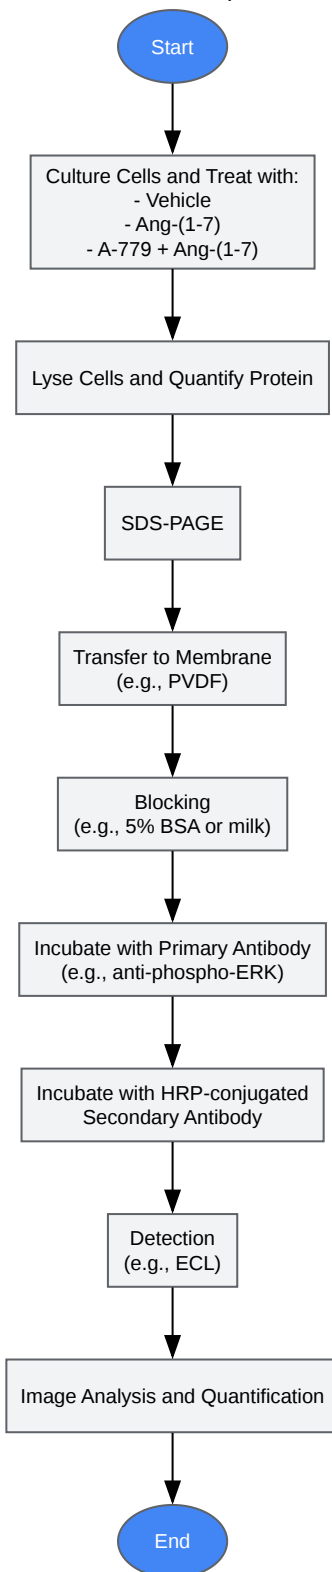 Start
Culture Cells and Treat with:
- Vehicle
- Ang-(1-7)
- A-779 + Ang-(1-7)
Lyse Cells and Quantify Protein
SDS-PAGE
Transfer to Membrane
(e.g., PVDF)
Blocking
(e.g., 5% BSA or milk)
Incubate with Primary Antibody
(e.g., anti-phospho-ERK)
Incubate with HRP-conjugated
Secondary Antibody
Detection
(e.g., ECL)
Image Analysis and Quantification
End